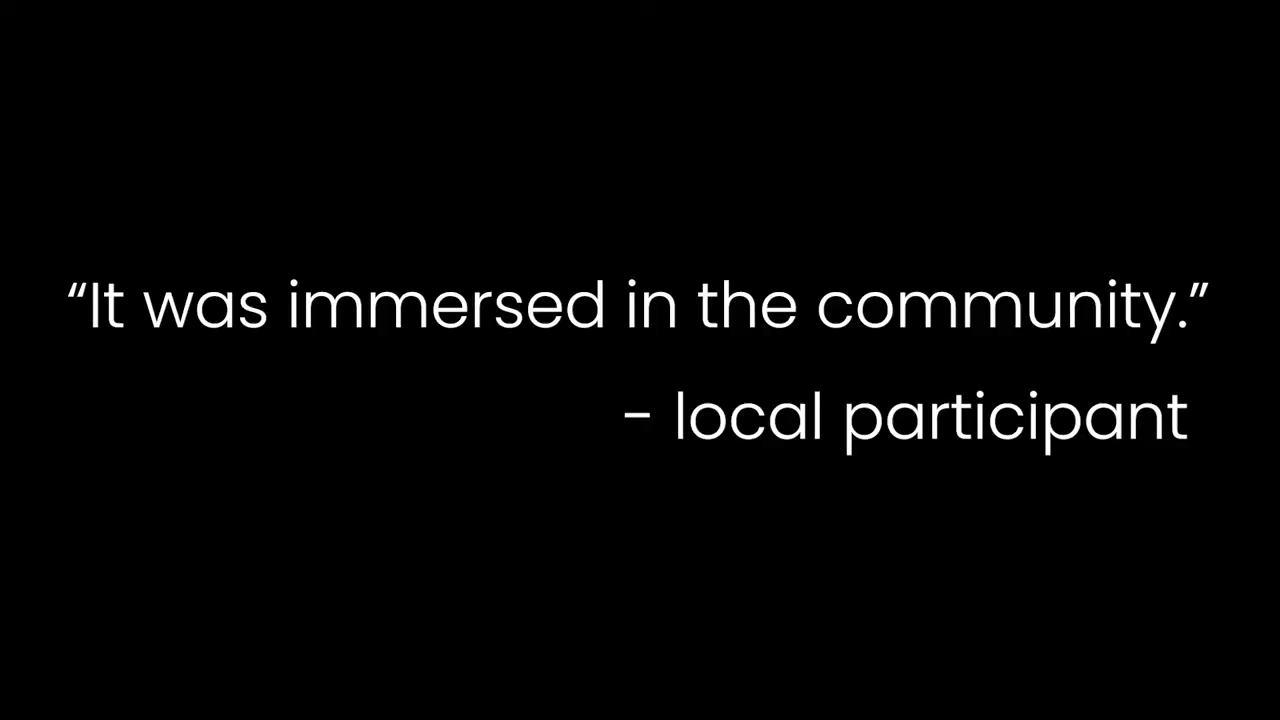 “It was immersed in the community.”
- local participant